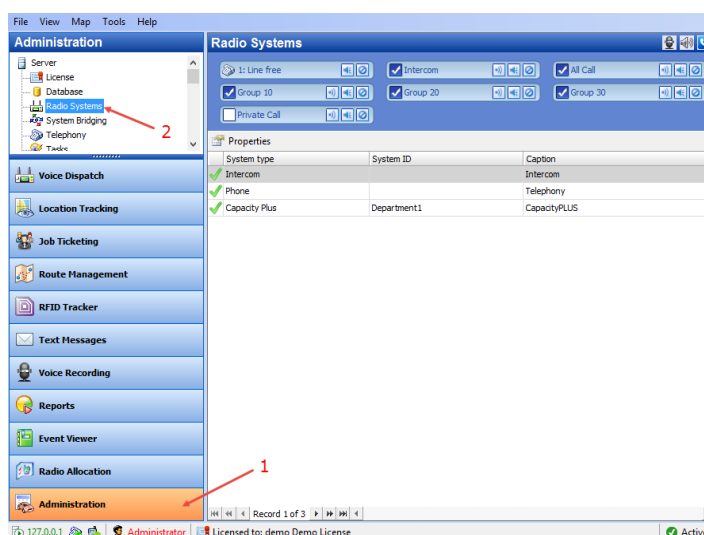 File View Map Tools Help
Administration
Radio Systems
Server
License
Database
Radio Systems
System Bridging
Telephony
Tasks
2
1: Line free
Intercom
All Call
Group 10
Group 20
Group 30
Private Call
Properties
System type System ID Caption
Intercom Intercom
Phone Telephony
Capacity Plus Department1 CapacityPLUS
Voice Dispatch
Location Tracking
Job Ticketing
Route Management
RFID Tracker
Text Messages
Voice Recording
Reports
Event Viewer
Radio Allocation
1
Administration
Record 1 of 3
127.0.0.1 Administrator Licensed to: demo Demo License Active